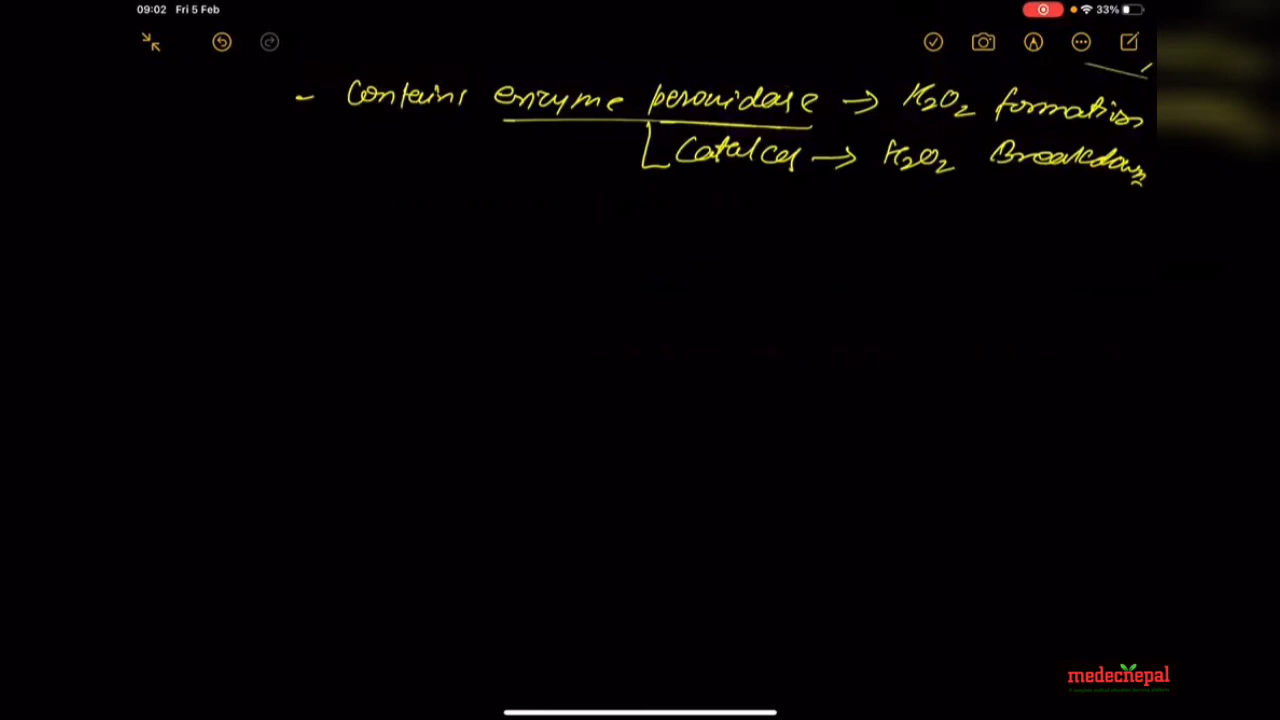 09:02 Fri 5 Feb 33%
- Contains enzyme peroxidase → H₂O₂ formation
Catalase → H₂O₂ Breakdown
medecnepal